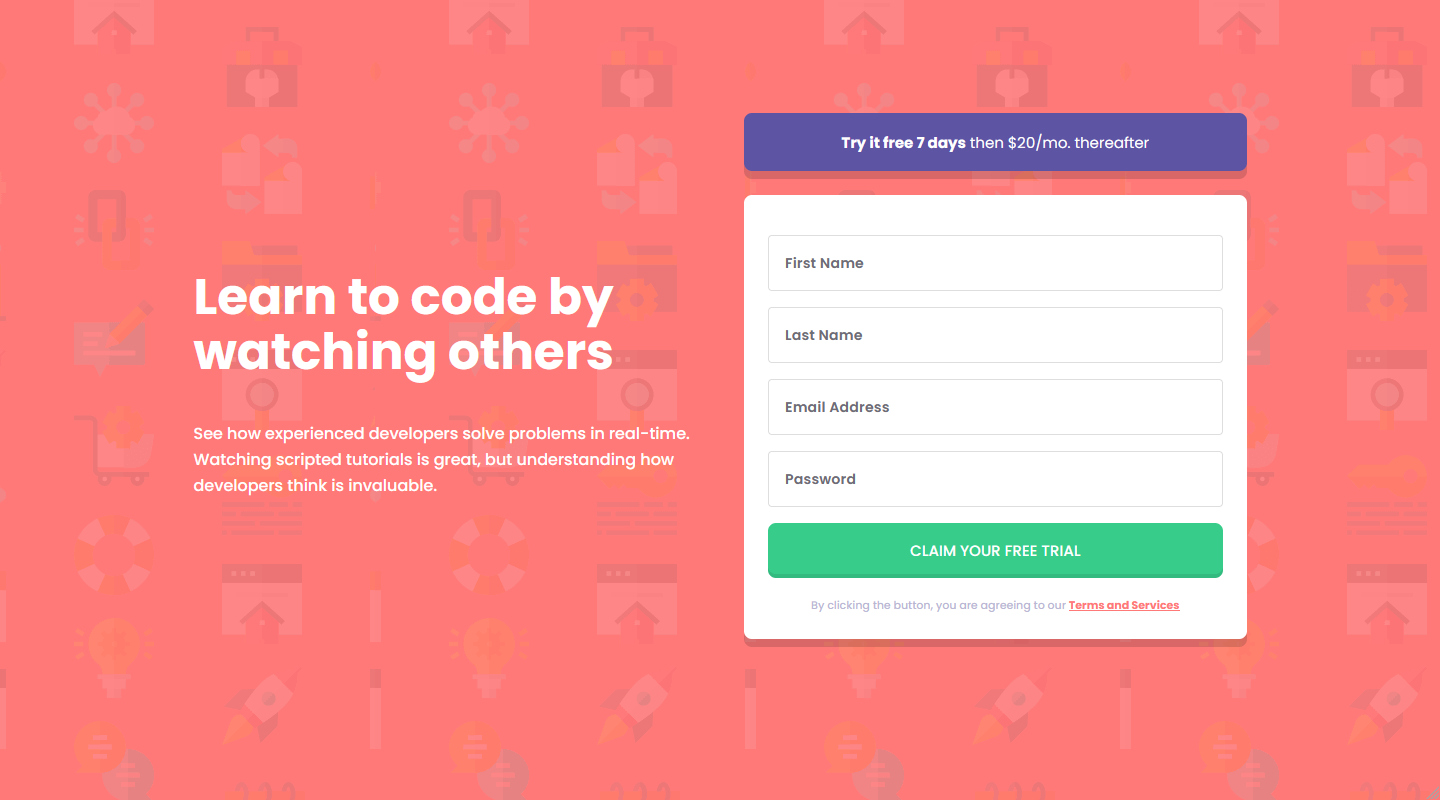 Learn to code by
watching others
See how experienced developers solve problems in real-time.
Watching scripted tutorials is great, but understanding how
developers think is invaluable.
Try it free 7 days then $20/mo. thereafter
First Name
Last Name
Email Address
Password
CLAIM YOUR FREE TRIAL
By clicking the button, you are agreeing to our Terms and Services